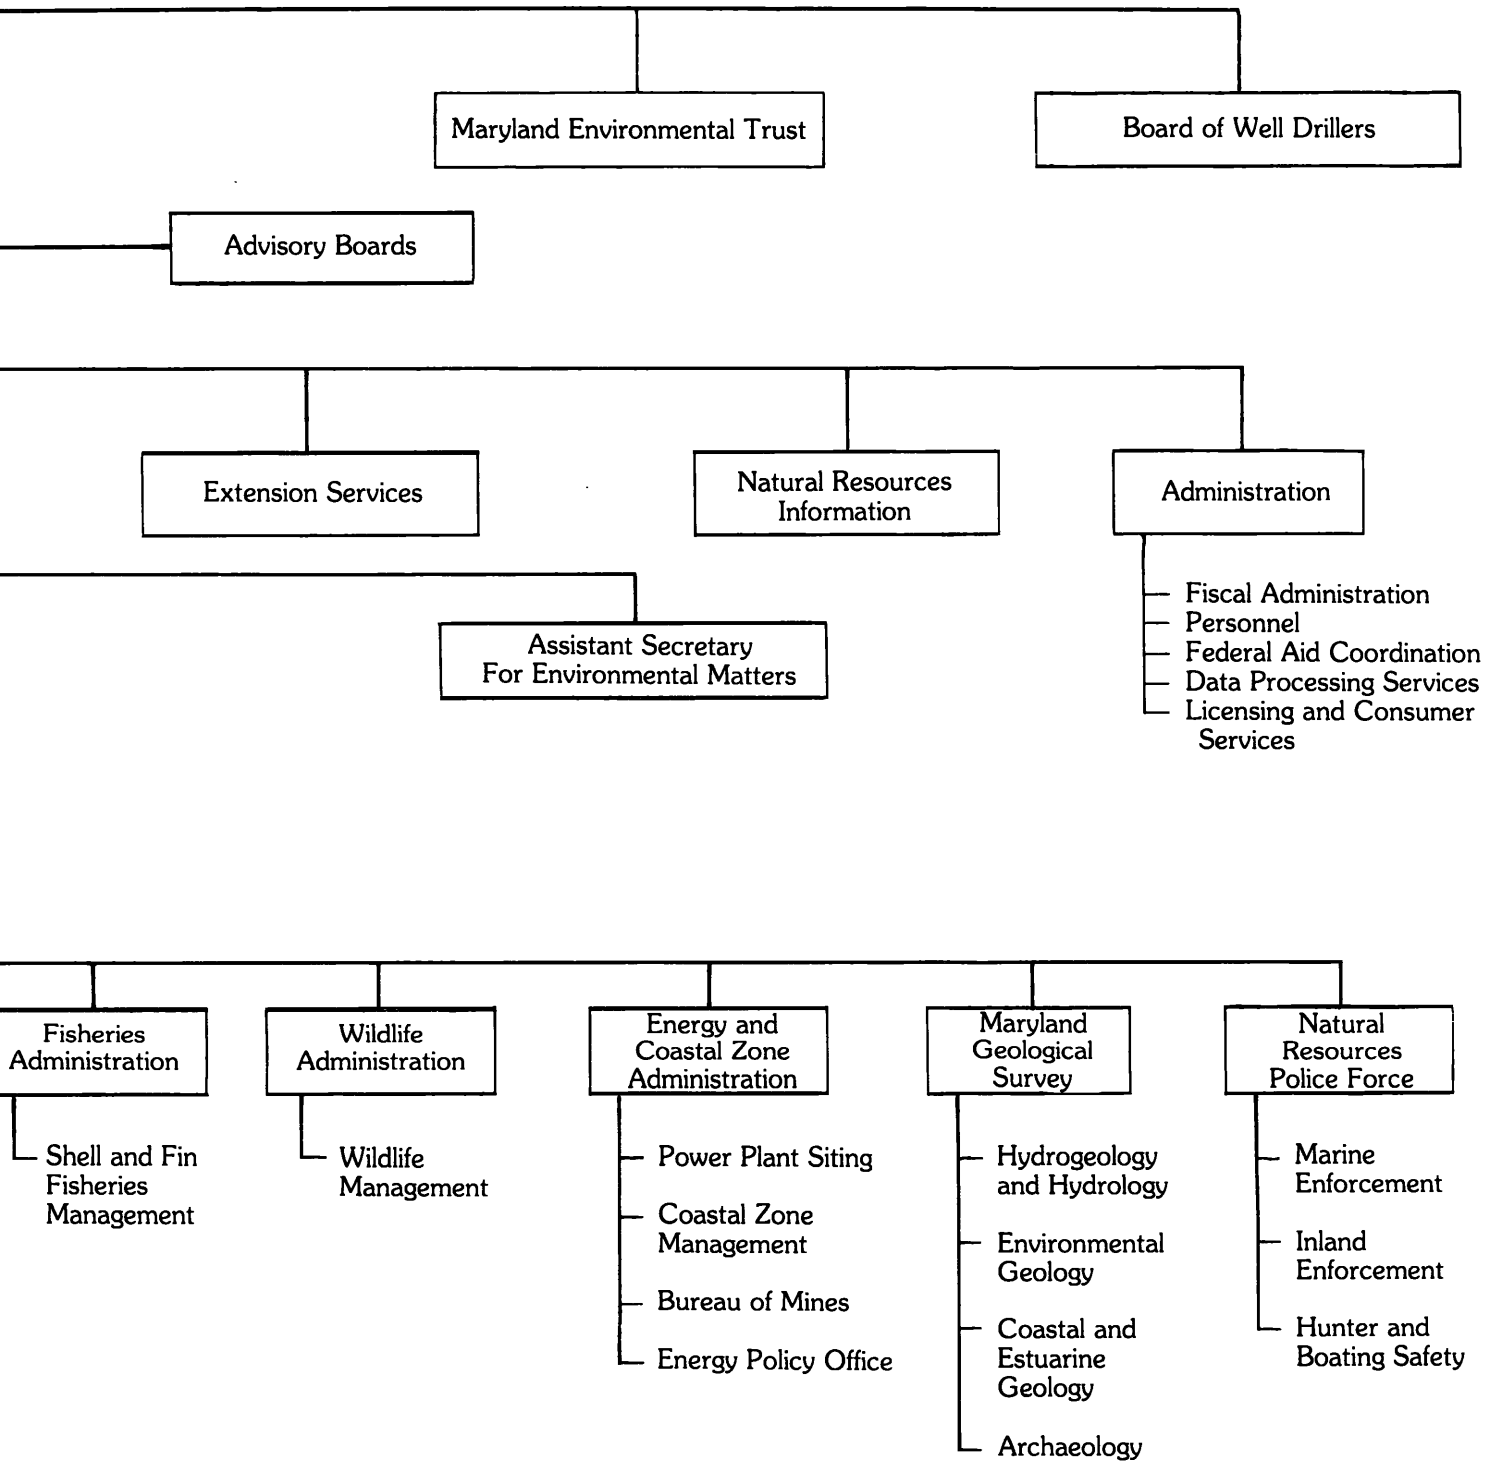 Maryland Environmental Trust
Board of Well Drillers
Advisory Boards
Extension Services
Natural Resources
Information
Administration
Fiscal Administration
Personnel
Federal Aid Coordination
Data Processing Services
Licensing and Consumer
Services
Assistant Secretary
For Environmental Matters
Fisheries
Administration
Shell and Fin
Fisheries
Management
Wildlife
Administration
Wildlife
Management
Energy and
Coastal Zone
Administration
Power Plant Siting
Coastal Zone
Management
Bureau of Mines
Energy Policy Office
Maryland
Geological
Survey
Hydrogeology
and Hydrology
Environmental
Geology
Coastal and
Estuarine
Geology
Archaeology
Natural
Resources
Police Force
Marine
Enforcement
Inland
Enforcement
Hunter and
Boating Safety